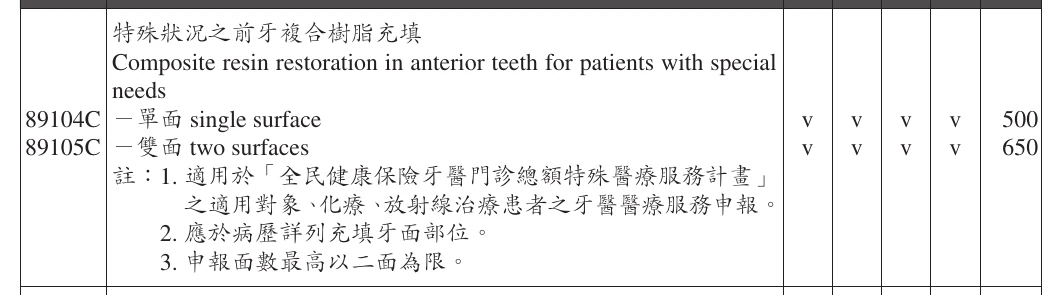 特殊狀況之前牙複合樹脂充填
Composite resin restoration in anterior teeth for patients with special
needs
89104C －單面 single surface v v v v 500
89105C －雙面 two surfaces v v v v 650
註：1. 適用於「全民健康保險牙醫門診總額特殊醫療服務計畫」
之適用對象、化療、放射線治療患者之牙醫醫療服務申報。
2. 應於病歷詳列充填牙面部位。
3. 申報面數最高以二面為限。